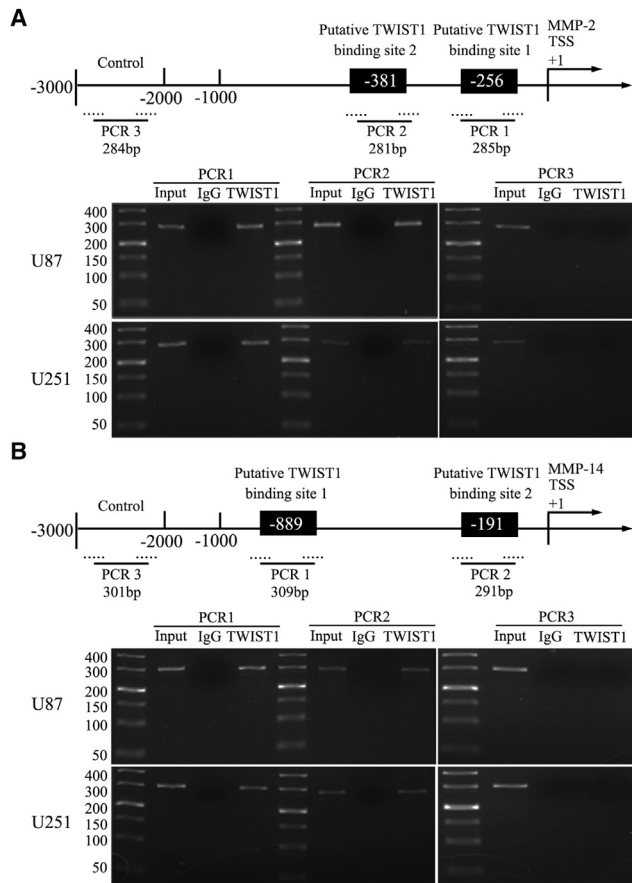 A
Control
Putative TWIST1
binding site 2
Putative TWIST1
binding site 1
MMP-2
TSS
+1
-3000
-2000
-1000
-381
-256
PCR 3
284bp
PCR 2
281bp
PCR 1
285bp
PCR1
PCR2
PCR3
Input IgG TWIST1
Input IgG TWIST1
Input IgG TWIST1
U87
400
300
200
150
100
50
U251
400
300
200
150
100
50
B
Control
Putative TWIST1
binding site 1
Putative TWIST1
binding site 2
MMP-14
TSS
+1
-3000
-2000
-1000
-889
-191
PCR 3
301bp
PCR 1
309bp
PCR 2
291bp
PCR1
PCR2
PCR3
Input IgG TWIST1
Input IgG TWIST1
Input IgG TWIST1
U87
400
300
200
150
100
50
U251
400
300
200
150
100
50